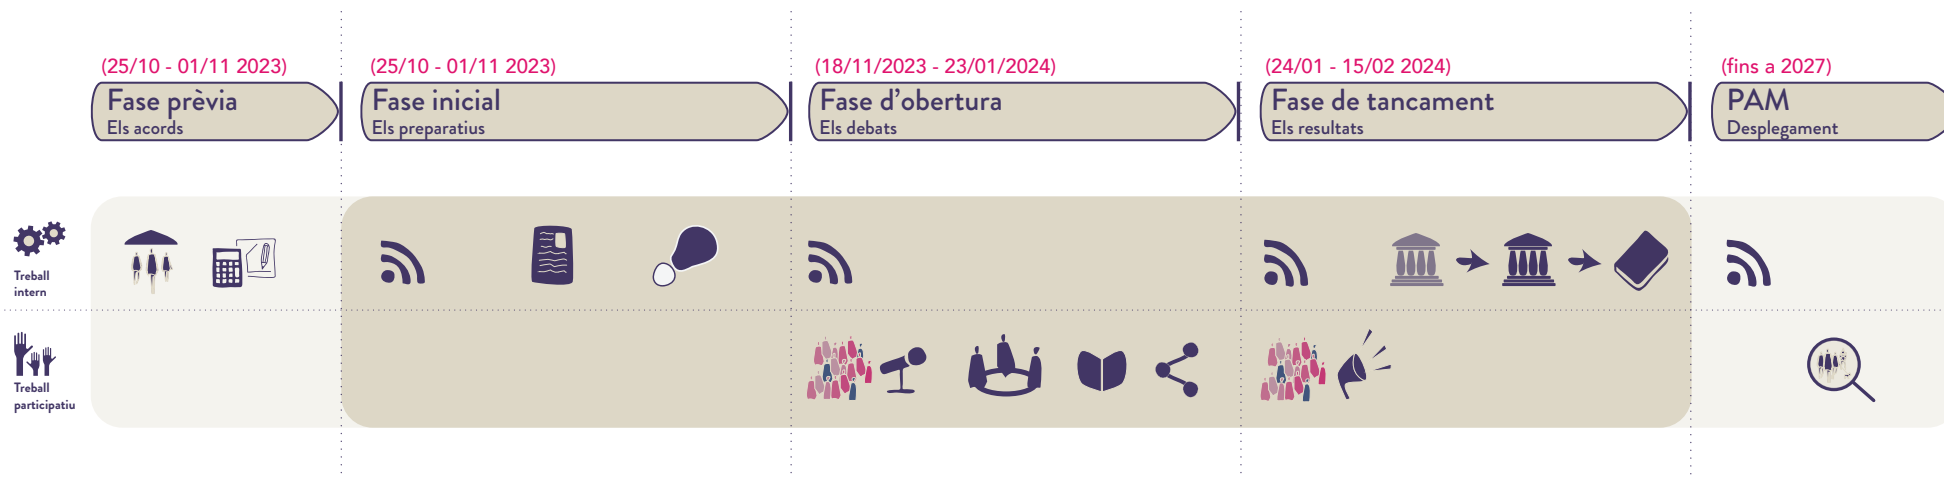 (25/10 - 01/11 2023)
Fase prèvia
Els acords
(25/10 - 01/11 2023)
Fase inicial
Els preparatius
(18/11/2023 - 23/01/2024)
Fase d’obertura
Els debats
(24/01 - 15/02 2024)
Fase de tancament
Els resultats
(fins a 2027)
PAM
Desplegament
Treball
intern
Treball
participatiu